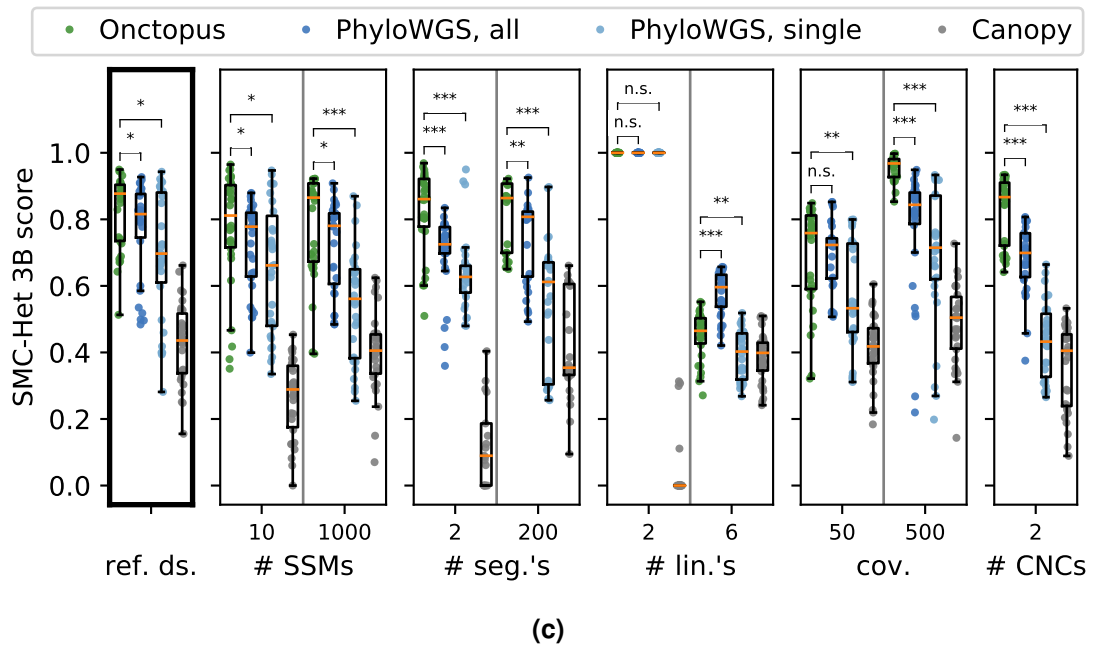 Onctopus PhyloWGS, all PhyloWGS, single Canopy
SMC-Het 3B score
1.0
0.8
0.6
0.4
0.2
0.0
* *
* *
* ***
*** ***
** ***
n.s. n.s.
*** **
n.s. **
*** ***
*** ***
10 1000 2 200 2 6 50 500 2
ref. ds. # SSMs # seg.'s # lin.'s cov. # CNCs
(c)